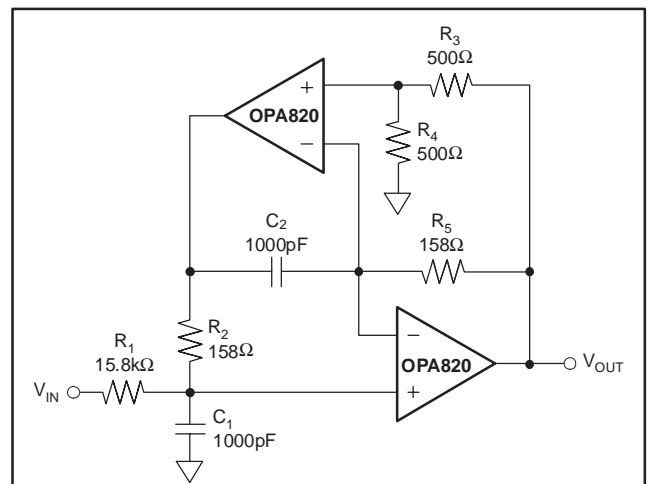 R3
500Ω
+
OPA820
−
R4
500Ω
C2
1000pF
R5
158Ω
R1
15.8kΩ
R2
158Ω
−
OPA820
+
VIN
VOUT
C1
1000pF